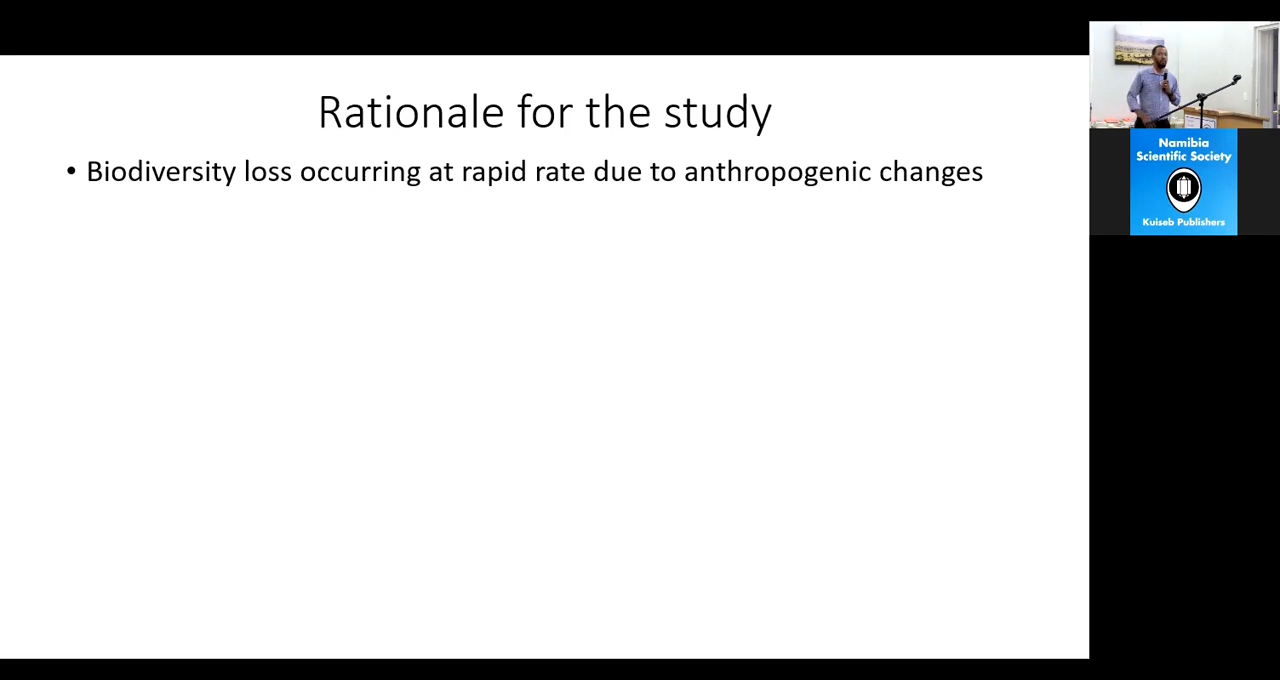 Rationale for the study
• Biodiversity loss occurring at rapid rate due to anthropogenic changes
Namibia
Scientific Society
Kuiseb Publishers